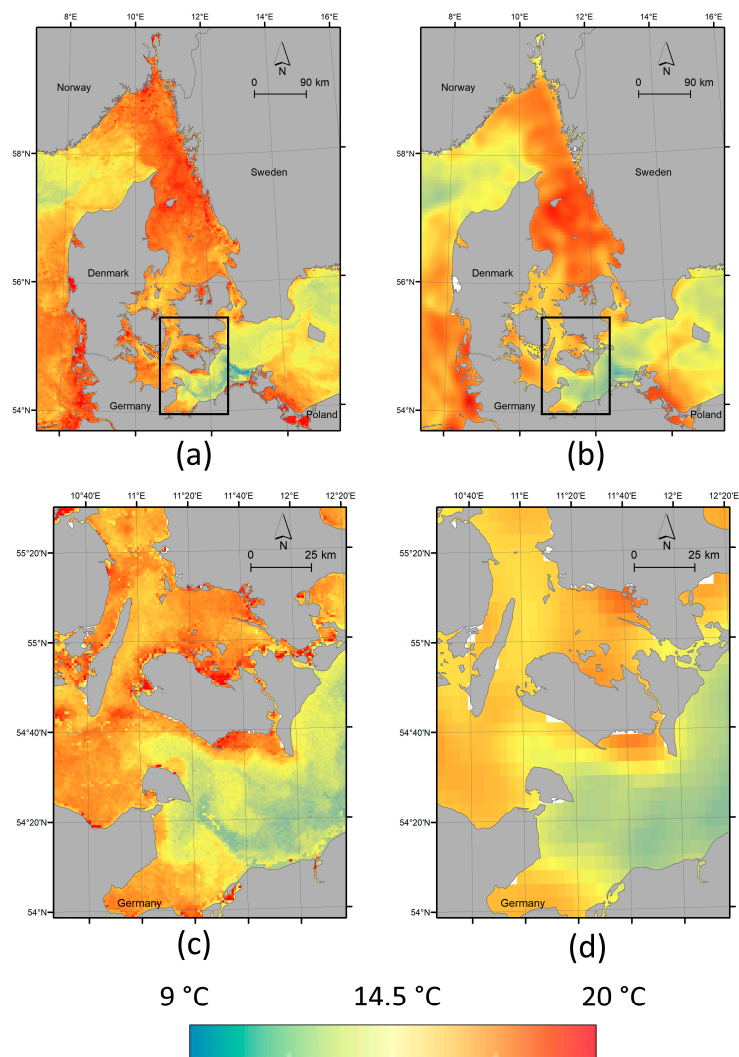 8°E 10°E 12°E 14°E 16°E
8°E 10°E 12°E 14°E 16°E
N
N
0 90 km
0 90 km
Norway
Norway
58°N
58°N
Sweden
Sweden
Denmark
Denmark
56°N
56°N
54°N
54°N
Germany
Poland
Germany
Poland
(a)
(b)
10°40'E 11°E 11°20'E 11°40'E 12°E 12°20'E
10°40'E 11°E 11°20'E 11°40'E 12°E 12°20'E
N
N
0 25 km
0 25 km
55°20'N
55°20'N
55°N
55°N
54°40'N
54°40'N
54°20'N
54°20'N
54°N
54°N
Germany
Germany
(c)
(d)
9 °C 14.5 °C 20 °C